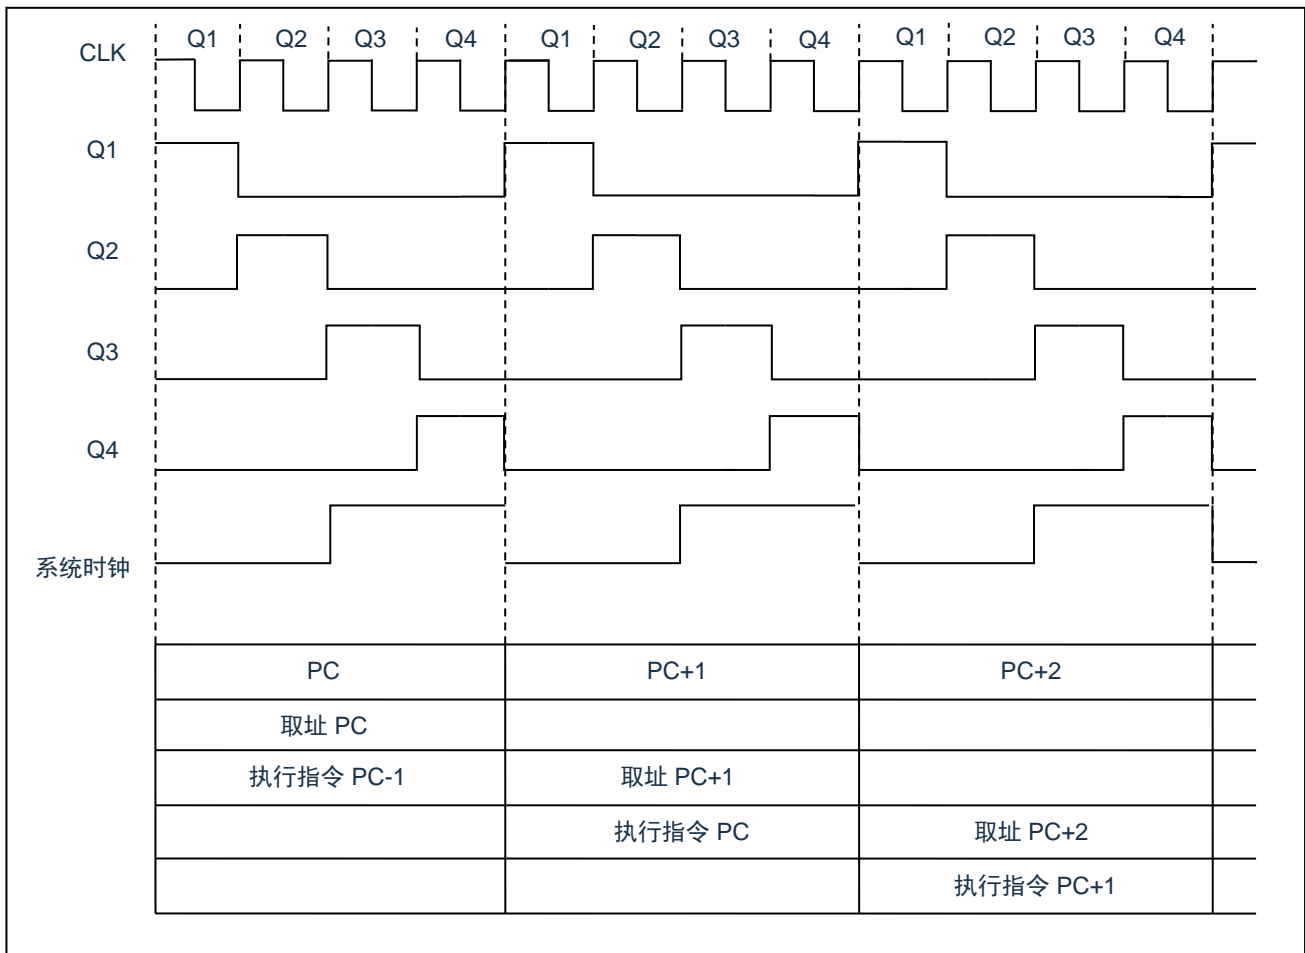 CLK Q1 Q2 Q3 Q4 Q1 Q2 Q3 Q4 Q1 Q2 Q3 Q4
Q1
Q2
Q3
Q4
系统时钟
PC PC+1 PC+2
取址 PC
执行指令 PC-1 取址 PC+1
执行指令 PC 取址 PC+2
执行指令 PC+1